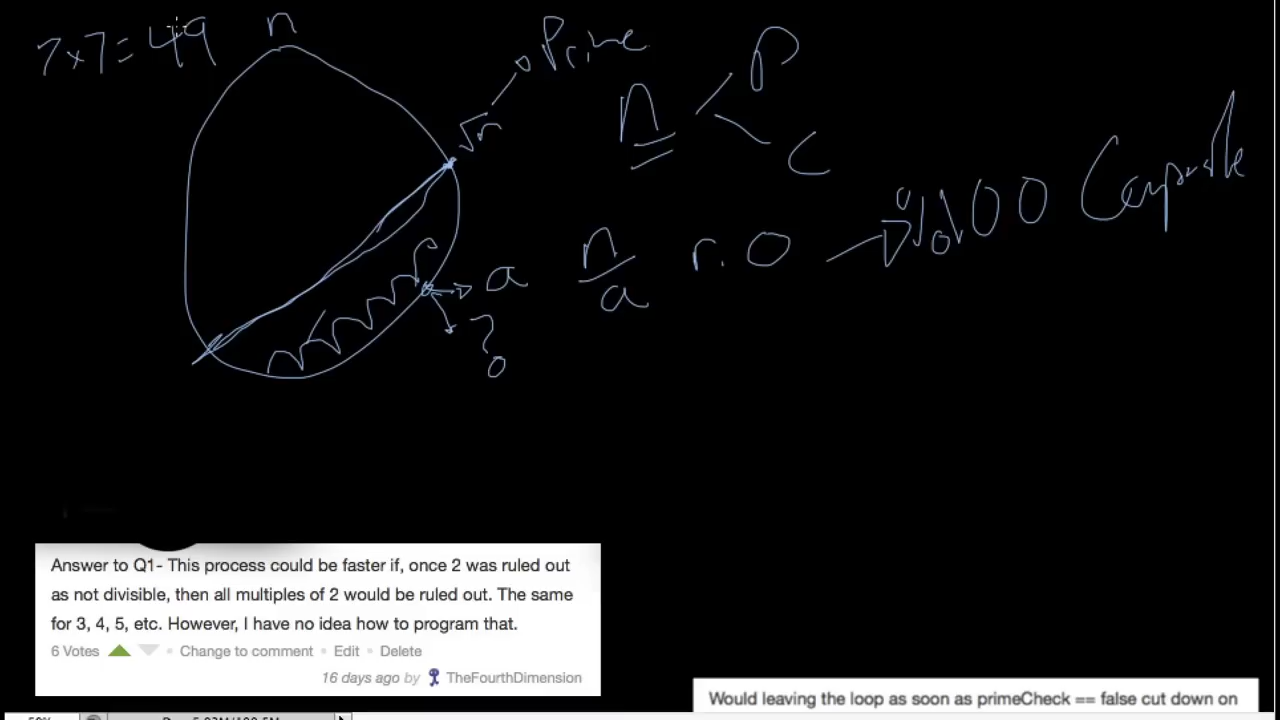 7x7=49
n
√n
Prime
n
P
C
a
?
n/a r. 0
100% Composite
Answer to Q1- This process could be faster if, once 2 was ruled out
as not divisible, then all multiples of 2 would be ruled out. The same
for 3, 4, 5, etc. However, I have no idea how to program that.
6 Votes • Change to comment • Edit • Delete
16 days ago by TheFourthDimension
Would leaving the loop as soon as primeCheck == false cut down on